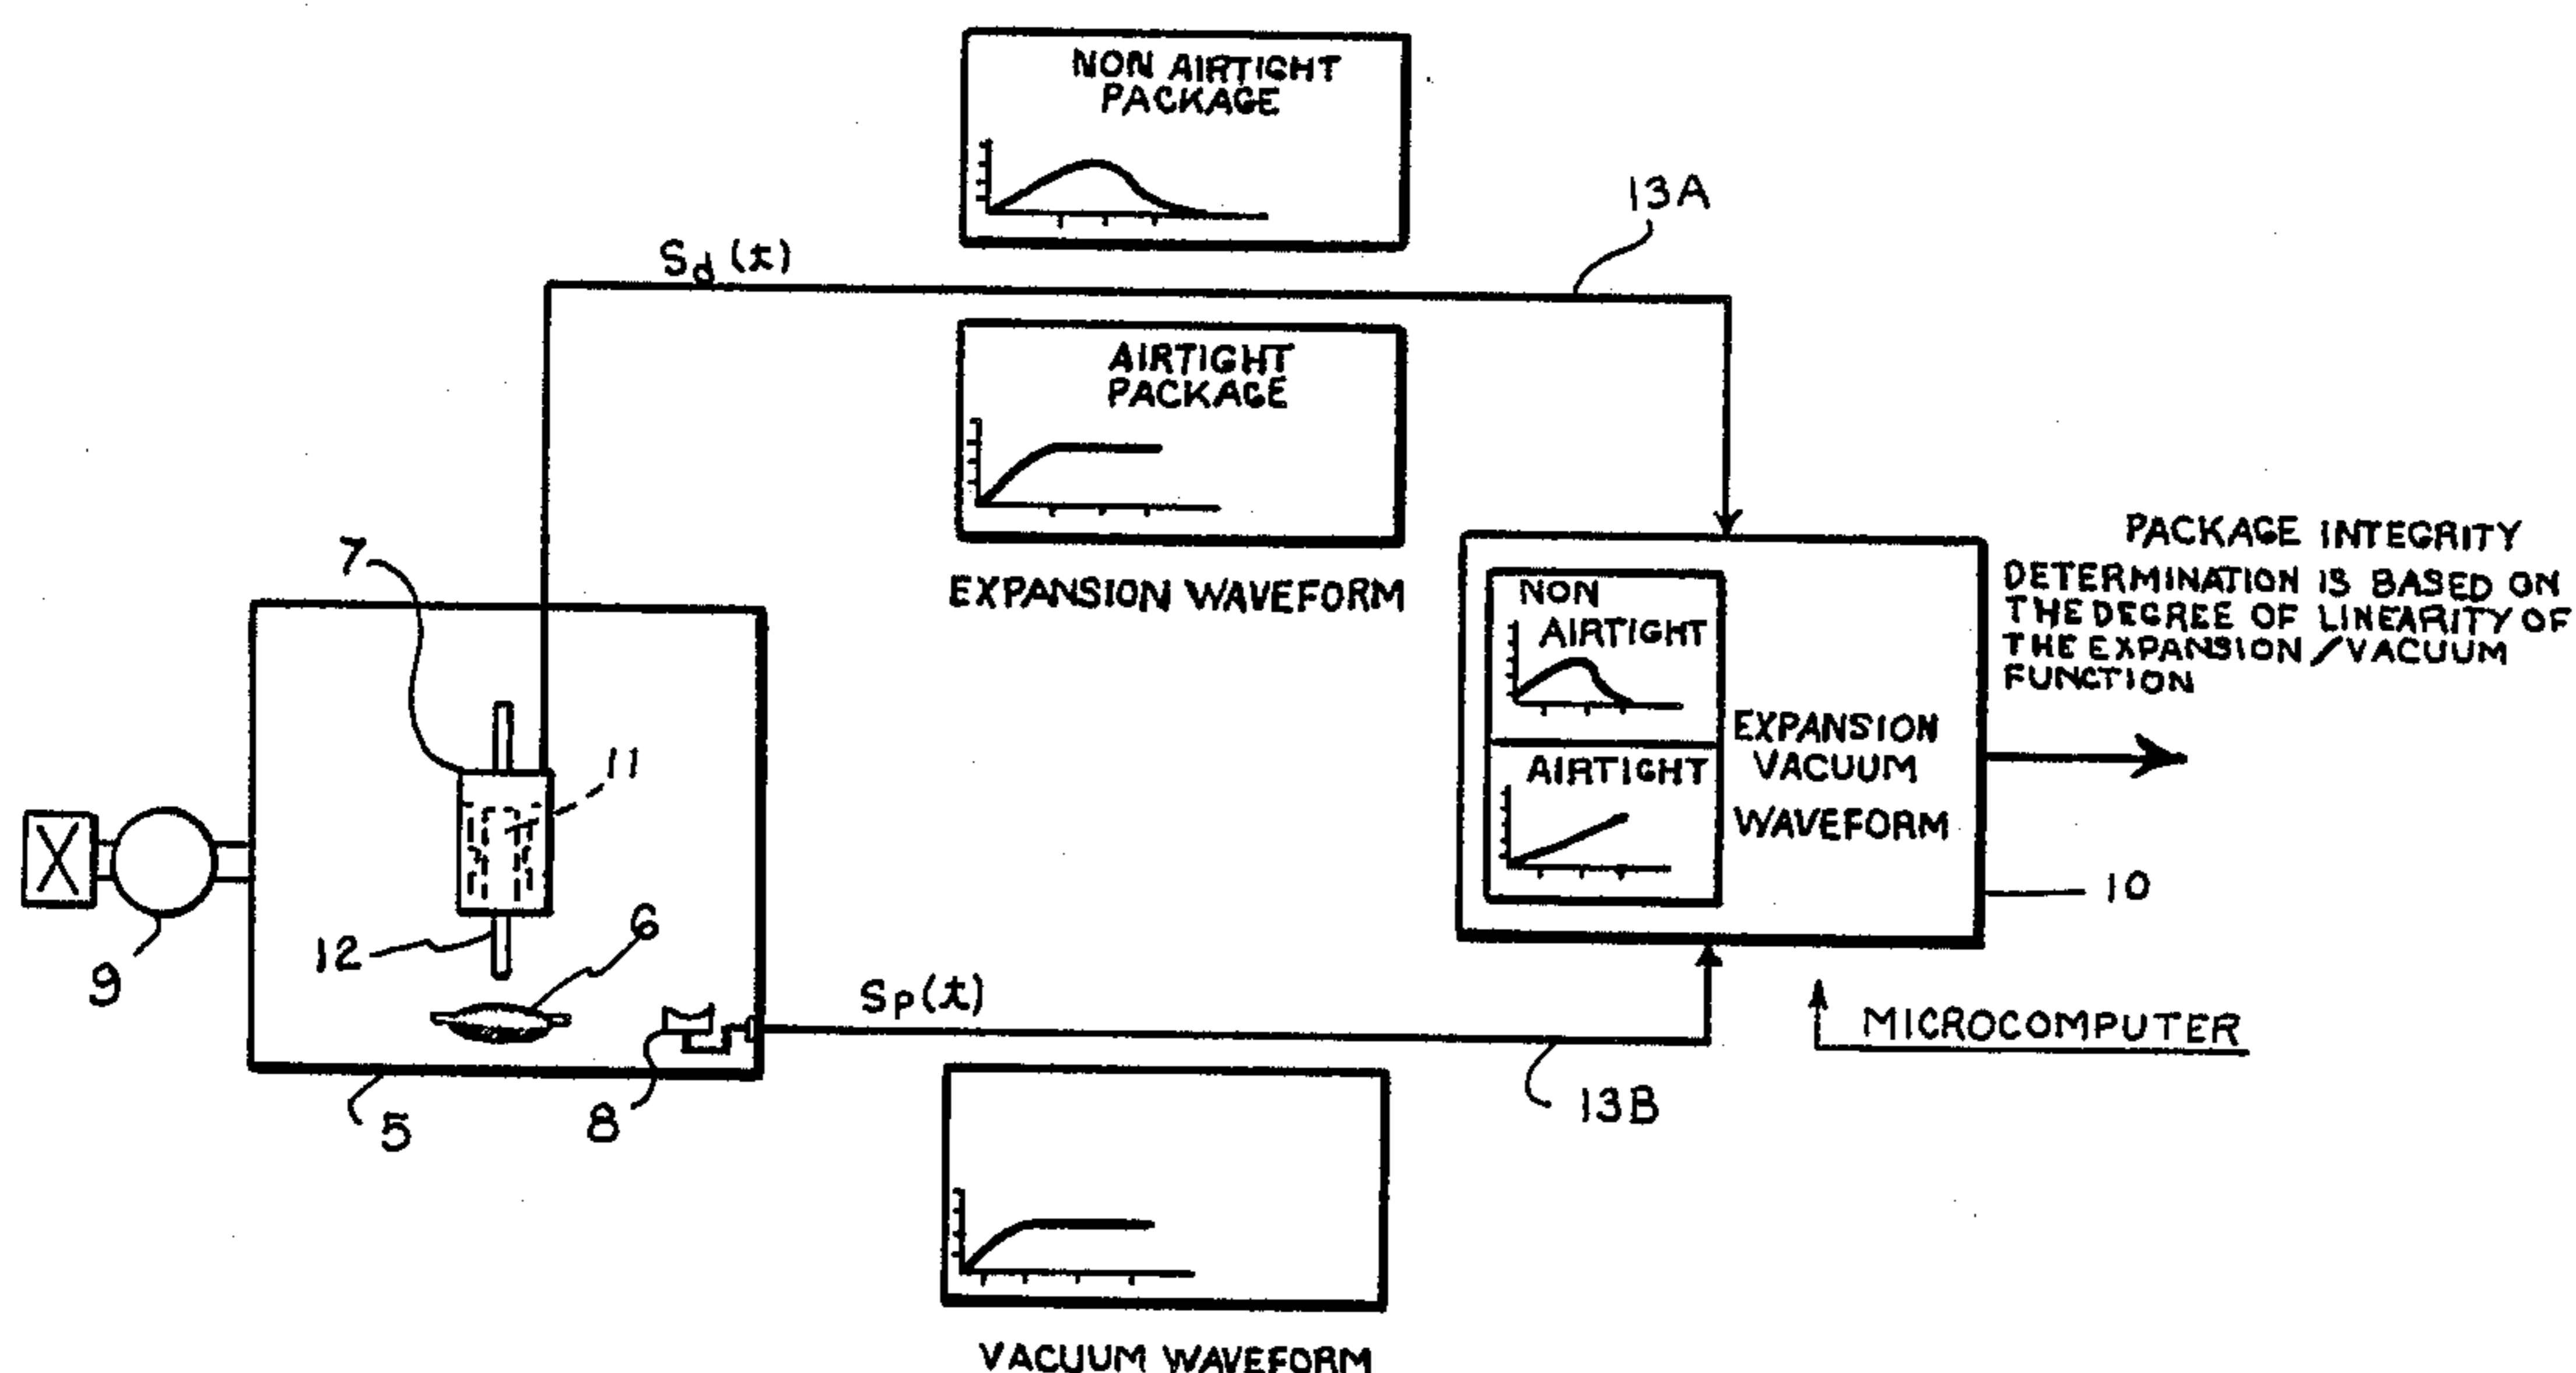 NON AIRTIGHT
PACKAGE
13A
Sd (t)
AIRTIGHT
PACKAGE
EXPANSION WAVEFORM
7
11
12
6
9
5
8
PACKAGE INTEGRITY
DETERMINATION IS BASED ON
THE DEGREE OF LINEARITY OF
THE EXPANSION/VACUUM
FUNCTION
NON
AIRTIGHT
EXPANSION
VACUUM
WAVEFORM
AIRTIGHT
10
MICROCOMPUTER
Sp(t)
13B
VACUUM WAVEFORM